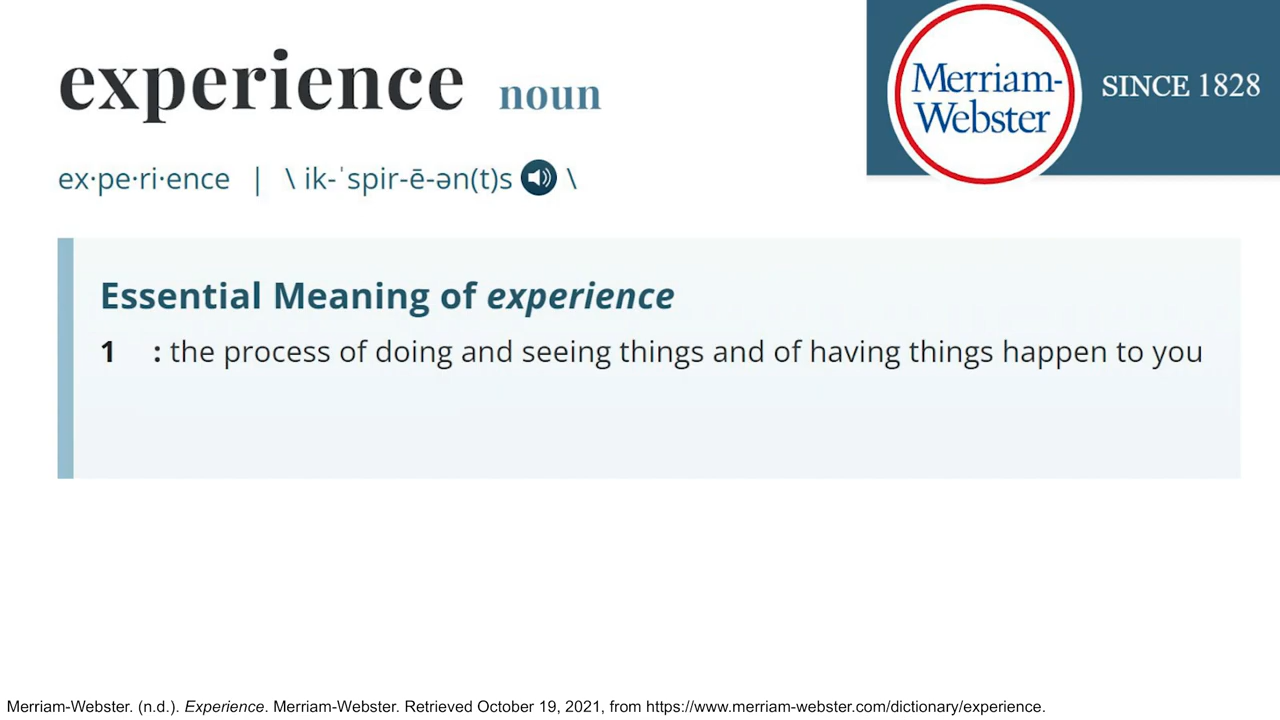 experience noun
Merriam-
Webster
SINCE 1828
ex·pe·ri·ence | \ ik-ˈspir-ē-ən(t)s \
Essential Meaning of experience
1 : the process of doing and seeing things and of having things happen to you
Merriam-Webster. (n.d.). Experience. Merriam-Webster. Retrieved October 19, 2021, from https://www.merriam-webster.com/dictionary/experience.